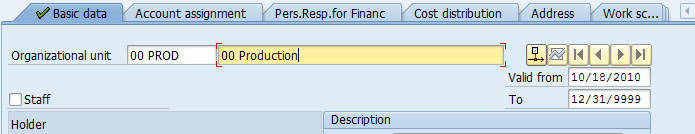 Basic data Account assignment Pers.Resp.for Financ Cost distribution Address Work sc...
Organizational unit 00 PROD 00 Production
Valid from 10/18/2010
Staff To 12/31/9999
Holder Description